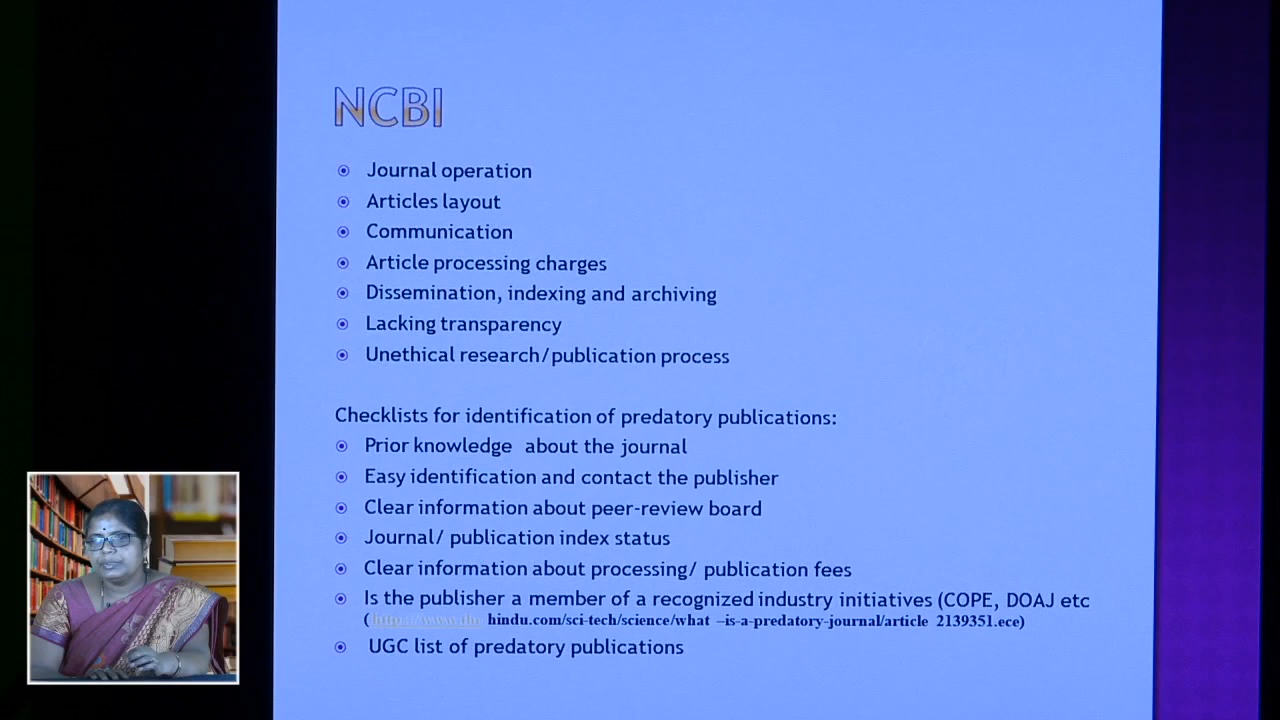 NCBI
Journal operation
Articles layout
Communication
Article processing charges
Dissemination, indexing and archiving
Lacking transparency
Unethical research/publication process
Checklists for identification of predatory publications:
Prior knowledge about the journal
Easy identification and contact the publisher
Clear information about peer-review board
Journal/ publication index status
Clear information about processing/ publication fees
Is the publisher a member of a recognized industry initiatives (COPE, DOAJ etc
( hindu.com/sci-tech/science/what –is-a-predatory-journal/article 2139351.ece)
UGC list of predatory publications